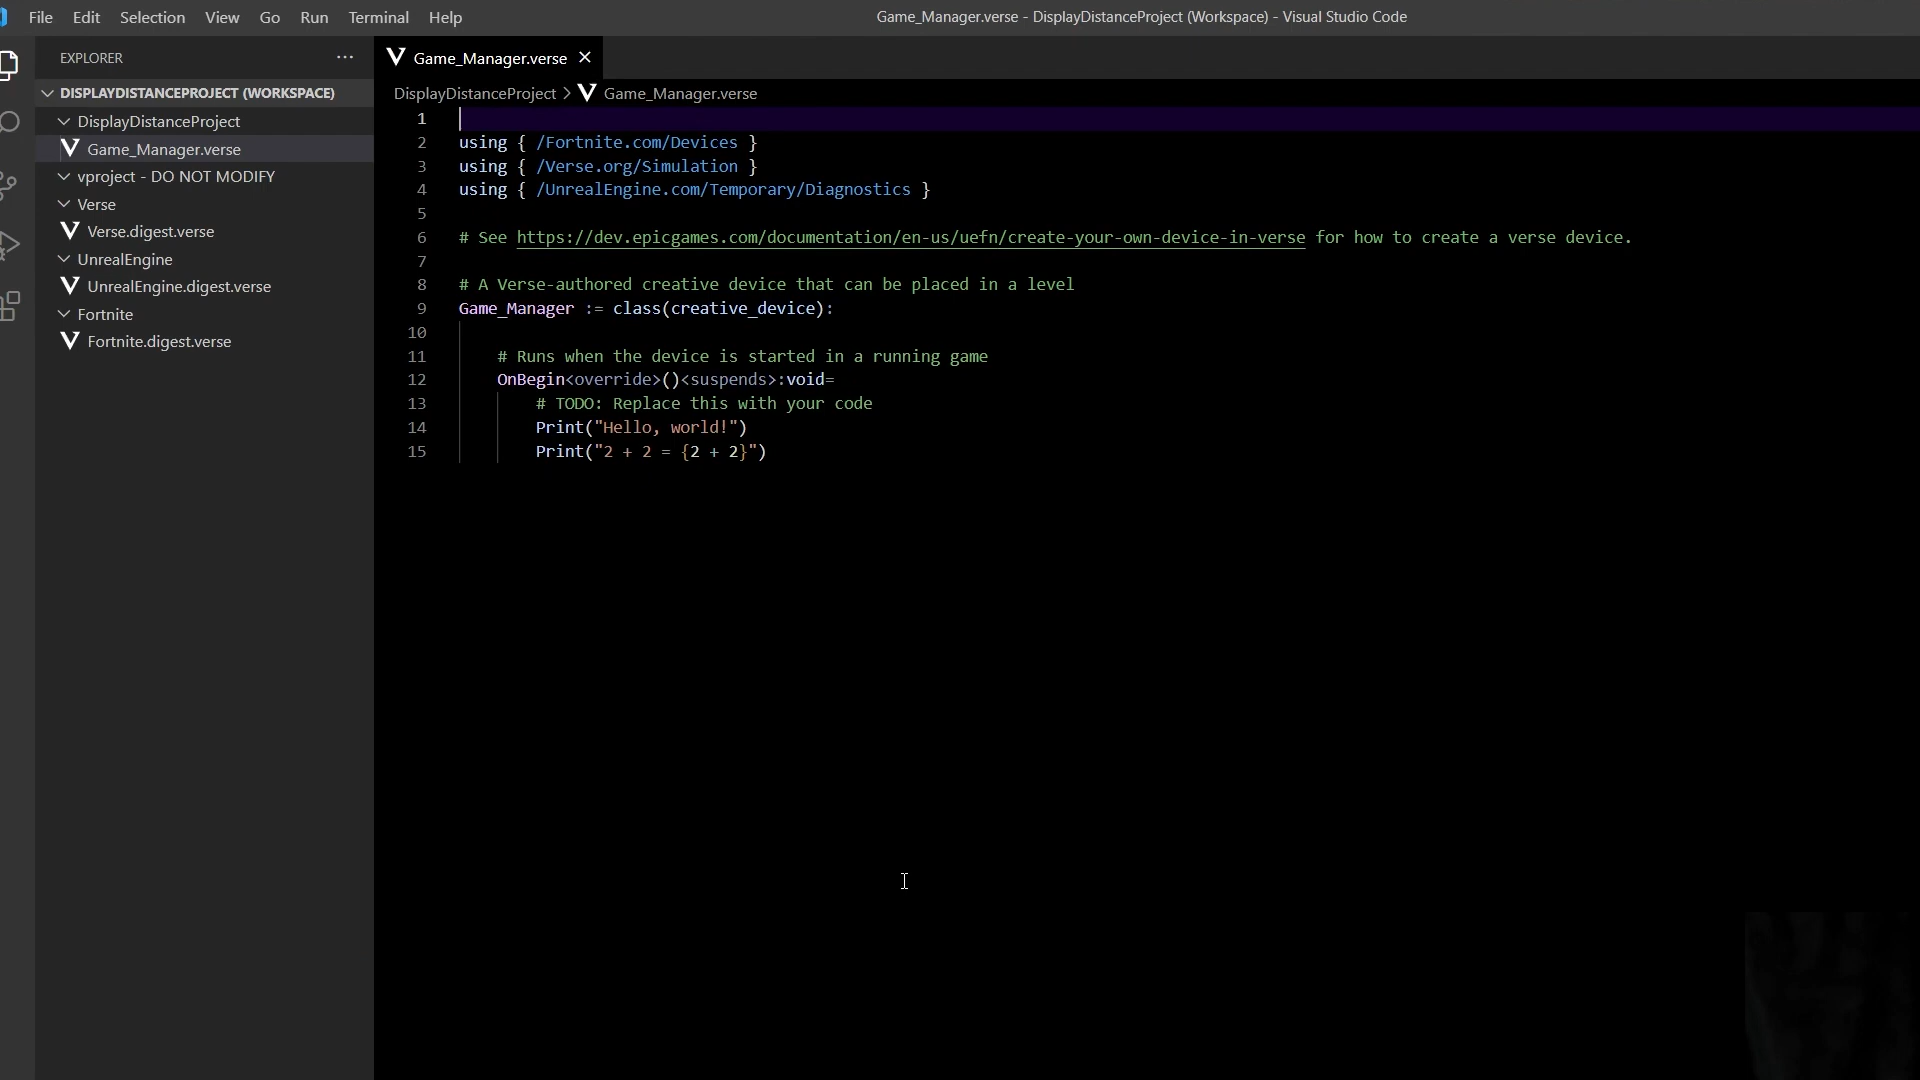 File Edit Selection View Go Run Terminal Help
Game_Manager.verse - DisplayDistanceProject (Workspace) - Visual Studio Code
EXPLORER
DISPLAYDISTANCEPROJECT (WORKSPACE)
DisplayDistanceProject
Game_Manager.verse
vproject - DO NOT MODIFY
Verse
Verse.digest.verse
UnrealEngine
UnrealEngine.digest.verse
Fortnite
Fortnite.digest.verse
Game_Manager.verse
DisplayDistanceProject > Game_Manager.verse
1
2 using { /Fortnite.com/Devices }
3 using { /Verse.org/Simulation }
4 using { /UnrealEngine.com/Temporary/Diagnostics }
5
6 # See https://dev.epicgames.com/documentation/en-us/uefn/create-your-own-device-in-verse for how to create a verse device.
7
8 # A Verse-authored creative device that can be placed in a level
9 Game_Manager := class(creative_device):
10
11 # Runs when the device is started in a running game
12 OnBegin<override>()<suspends>:void=
13 # TODO: Replace this with your code
14 Print("Hello, world!")
15 Print("2 + 2 = {2 + 2}")